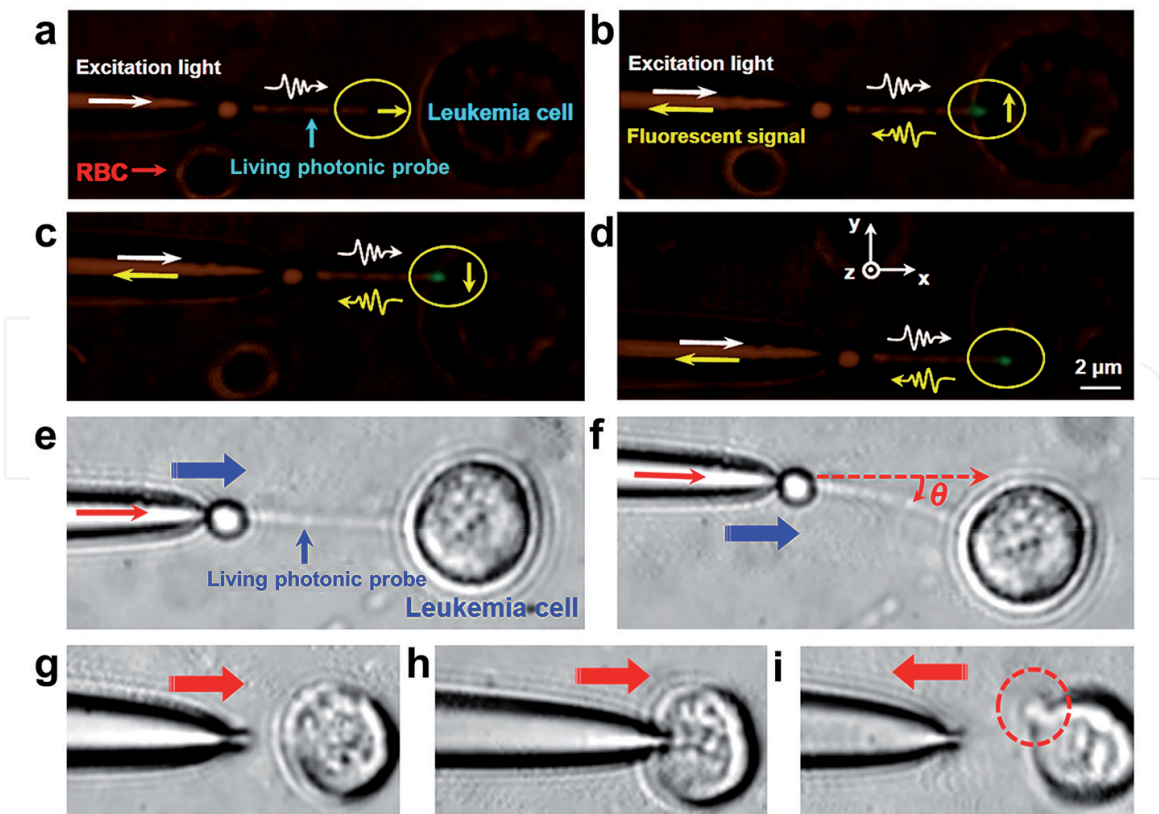 a
Excitation light
Leukemia cell
Living photonic probe
RBC
b
Excitation light
Fluorescent signal
c
d
y
z
x
2 μm
e
Living photonic probe
Leukemia cell
f
θ
g
h
i